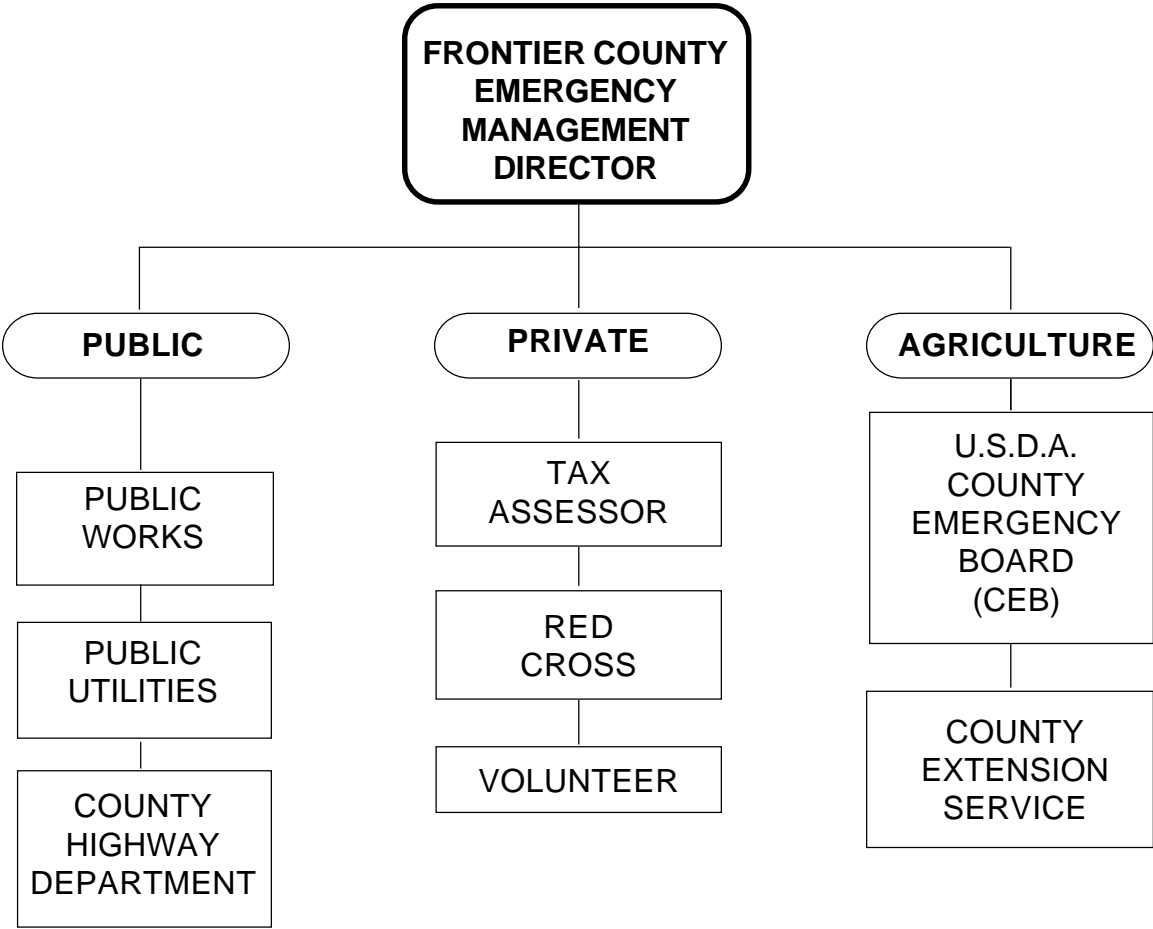 FRONTIER COUNTY
EMERGENCY
MANAGEMENT
DIRECTOR
PUBLIC
PRIVATE
AGRICULTURE
PUBLIC
WORKS
PUBLIC
UTILITIES
COUNTY
HIGHWAY
DEPARTMENT
TAX
ASSESSOR
RED
CROSS
VOLUNTEER
U.S.D.A.
COUNTY
EMERGENCY
BOARD
(CEB)
COUNTY
EXTENSION
SERVICE